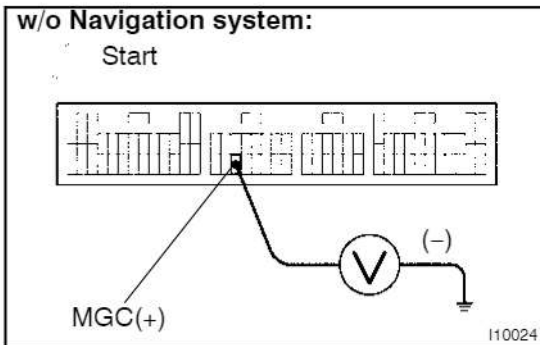 w/o Navigation system:
Start
V
(−)
MGC(+)
I10024